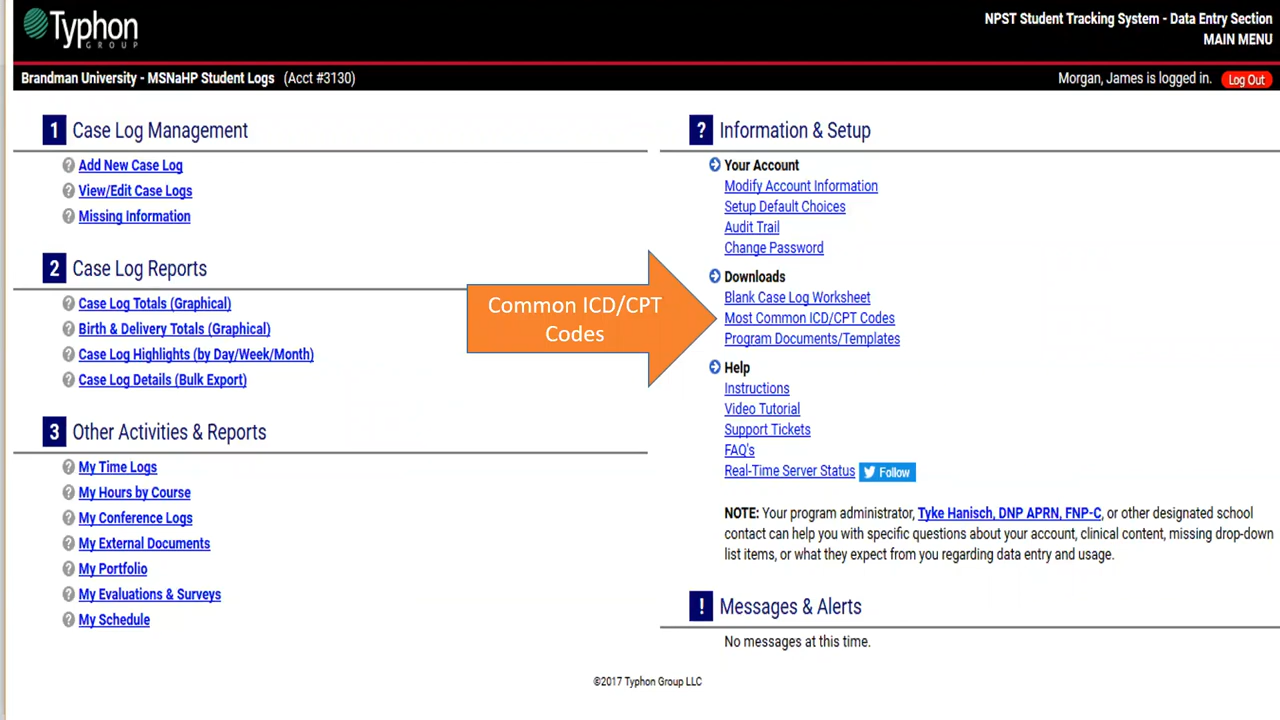 Typhon
GROUP
NPST Student Tracking System - Data Entry Section
MAIN MENU
Brandman University - MSNaHP Student Logs (Acct #3130)
Morgan, James is logged in. Log Out
1 Case Log Management
? Add New Case Log
? View/Edit Case Logs
? Missing Information
2 Case Log Reports
? Case Log Totals (Graphical)
? Birth & Delivery Totals (Graphical)
? Case Log Highlights (by Day/Week/Month)
? Case Log Details (Bulk Export)
3 Other Activities & Reports
? My Time Logs
? My Hours by Course
? My Conference Logs
? My External Documents
? My Portfolio
? My Evaluations & Surveys
? My Schedule
Common ICD/CPT
Codes
? Information & Setup
Your Account
Modify Account Information
Setup Default Choices
Audit Trail
Change Password
Downloads
Blank Case Log Worksheet
Most Common ICD/CPT Codes
Program Documents/Templates
Help
Instructions
Video Tutorial
Support Tickets
FAQ's
Real-Time Server Status Follow
NOTE: Your program administrator, Tyke Hanisch, DNP APRN, FNP-C, or other designated school
contact can help you with specific questions about your account, clinical content, missing drop-down
list items, or what they expect from you regarding data entry and usage.
! Messages & Alerts
No messages at this time.
©2017 Typhon Group LLC